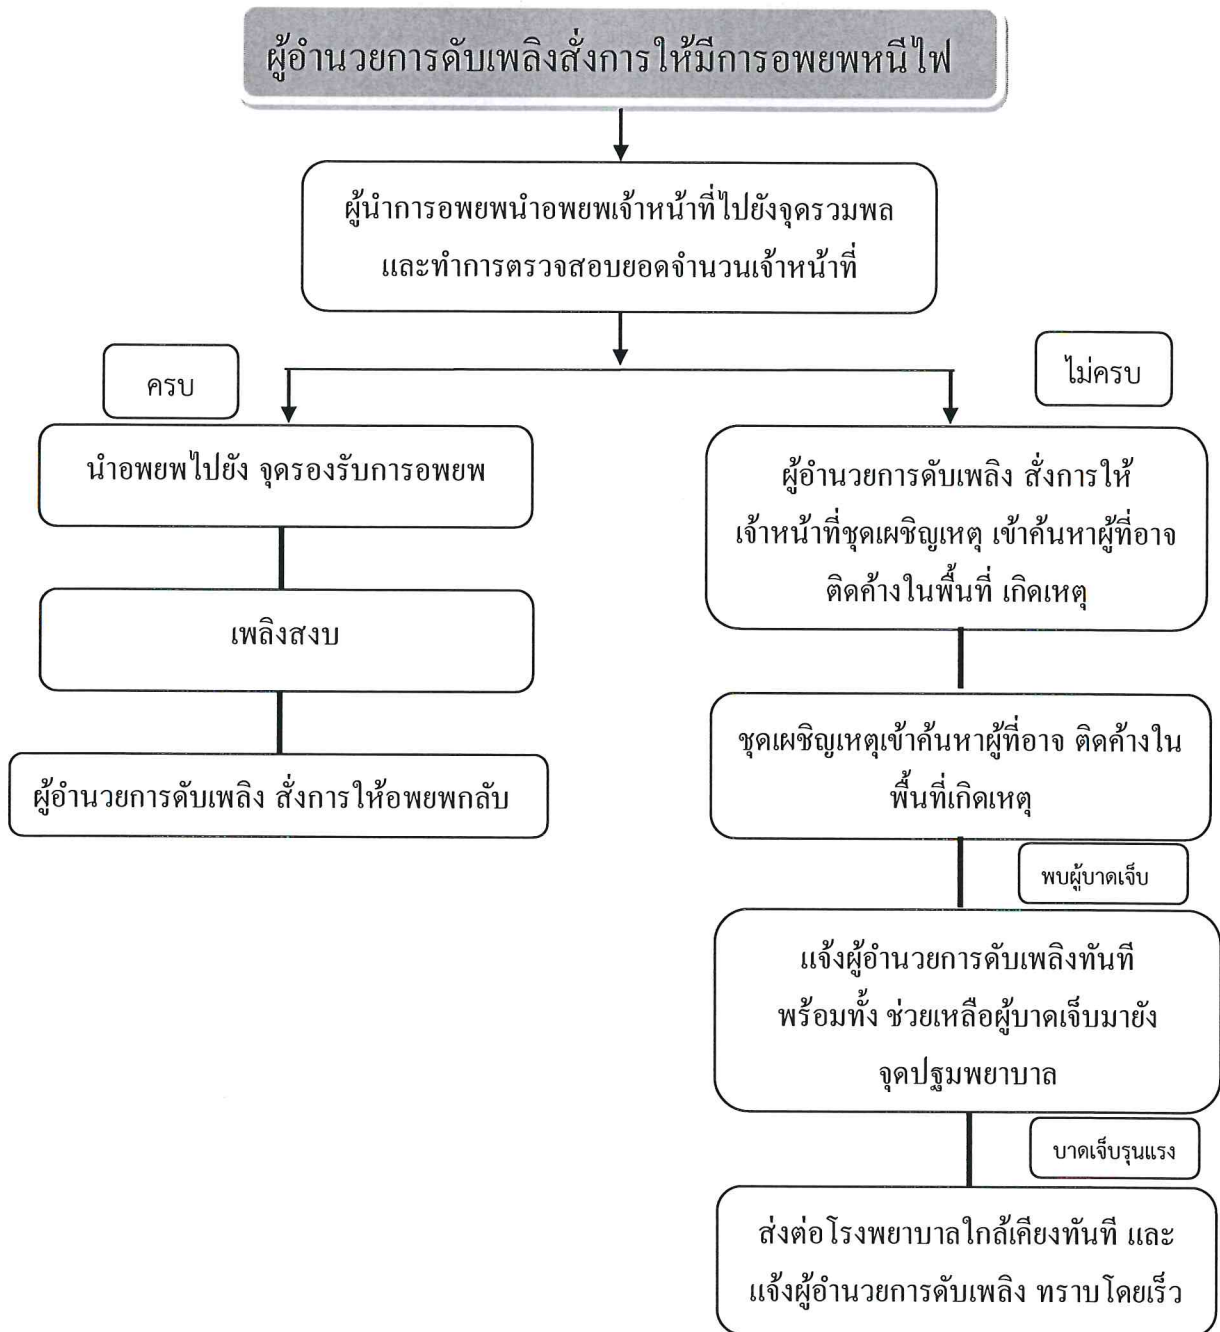 ผู้อำนวยการดับเพลิงสั่งการให้มีการอพยพหนีไฟ
ผู้นำการอพยพนำอพยพเจ้าหน้าที่ไปยังจุดรวมพล
และทำการตรวจสอบยอดจำนวนเจ้าหน้าที่
ครบ
ไม่ครบ
นำอพยพไปยัง จุดรองรับการอพยพ
เพลิงสงบ
ผู้อำนวยการดับเพลิง สั่งการให้อพยพกลับ
ผู้อำนวยการดับเพลิง สั่งการให้
เจ้าหน้าที่ชุดเผชิญเหตุ เข้าค้นหาผู้ที่อาจ
ติดค้างในพื้นที่ เกิดเหตุ
ชุดเผชิญเหตุเข้าค้นหาผู้ที่อาจ ติดค้างใน
พื้นที่เกิดเหตุ
พบผู้บาดเจ็บ
แจ้งผู้อำนวยการดับเพลิงทันที
พร้อมทั้ง ช่วยเหลือผู้บาดเจ็บมายัง
จุดปฐมพยาบาล
บาดเจ็บรุนแรง
ส่งต่อโรงพยาบาลใกล้เคียงทันที และ
แจ้งผู้อำนวยการดับเพลิง ทราบโดยเร็ว